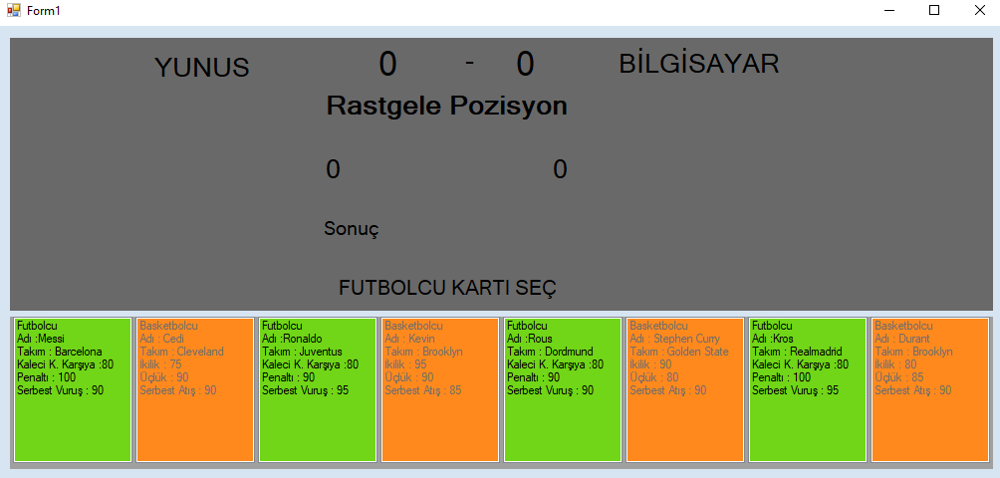 Form1
YUNUS 0 - 0 BİLGİSAYAR
Rastgele Pozisyon
0 0
Sonuç
FUTBOLCU KARTI SEÇ
Futbolcu
Adı :Messi
Takım : Barcelona
Kaleci K. Karşıya :80
Penaltı : 100
Serbest Vuruş : 90
Basketbolcu
Adı : Cedi
Takım : Cleveland
İkilik : 75
Üçlük : 90
Serbest Atış : 90
Futbolcu
Adı :Ronaldo
Takım : Juventus
Kaleci K. Karşıya :80
Penaltı : 90
Serbest Vuruş : 95
Basketbolcu
Adı : Kevin
Takım : Brooklyn
İkilik : 95
Üçlük : 90
Serbest Atış : 85
Futbolcu
Adı :Rous
Takım : Dordmund
Kaleci K. Karşıya :80
Penaltı : 90
Serbest Vuruş : 90
Basketbolcu
Adı : Stephen Curry
Takım : Golden State
İkilik : 90
Üçlük : 80
Serbest Atış : 90
Futbolcu
Adı :Kros
Takım : Realmadrid
Kaleci K. Karşıya :80
Penaltı : 100
Serbest Vuruş : 95
Basketbolcu
Adı : Durant
Takım : Brooklyn
İkilik : 80
Üçlük : 85
Serbest Atış : 90